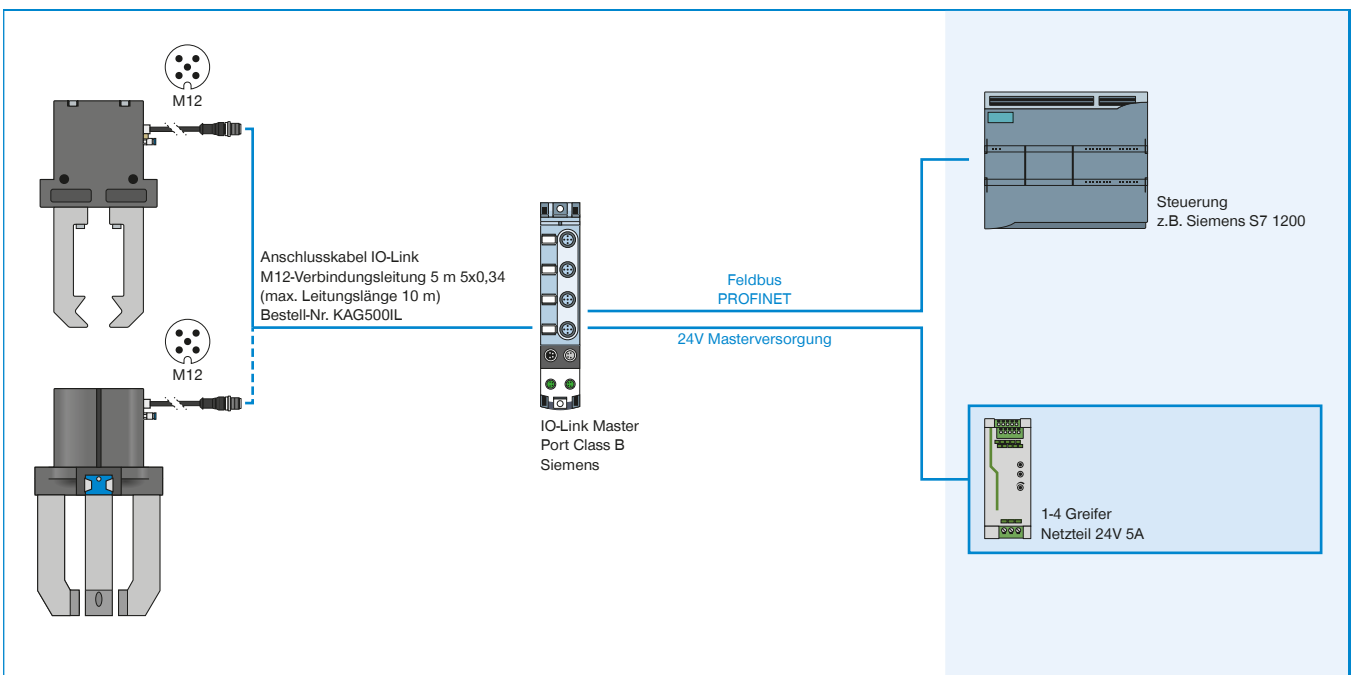 M12
Anschlusskabel IO-Link
M12-Verbindungsleitung 5 m 5x0,34
(max. Leitungslänge 10 m)
Bestell-Nr. KAG500IL
M12
IO-Link Master
Port Class B
Siemens
Feldbus
PROFINET
24V Masterversorgung
Steuerung
z.B. Siemens S7 1200
1-4 Greifer
Netzteil 24V 5A